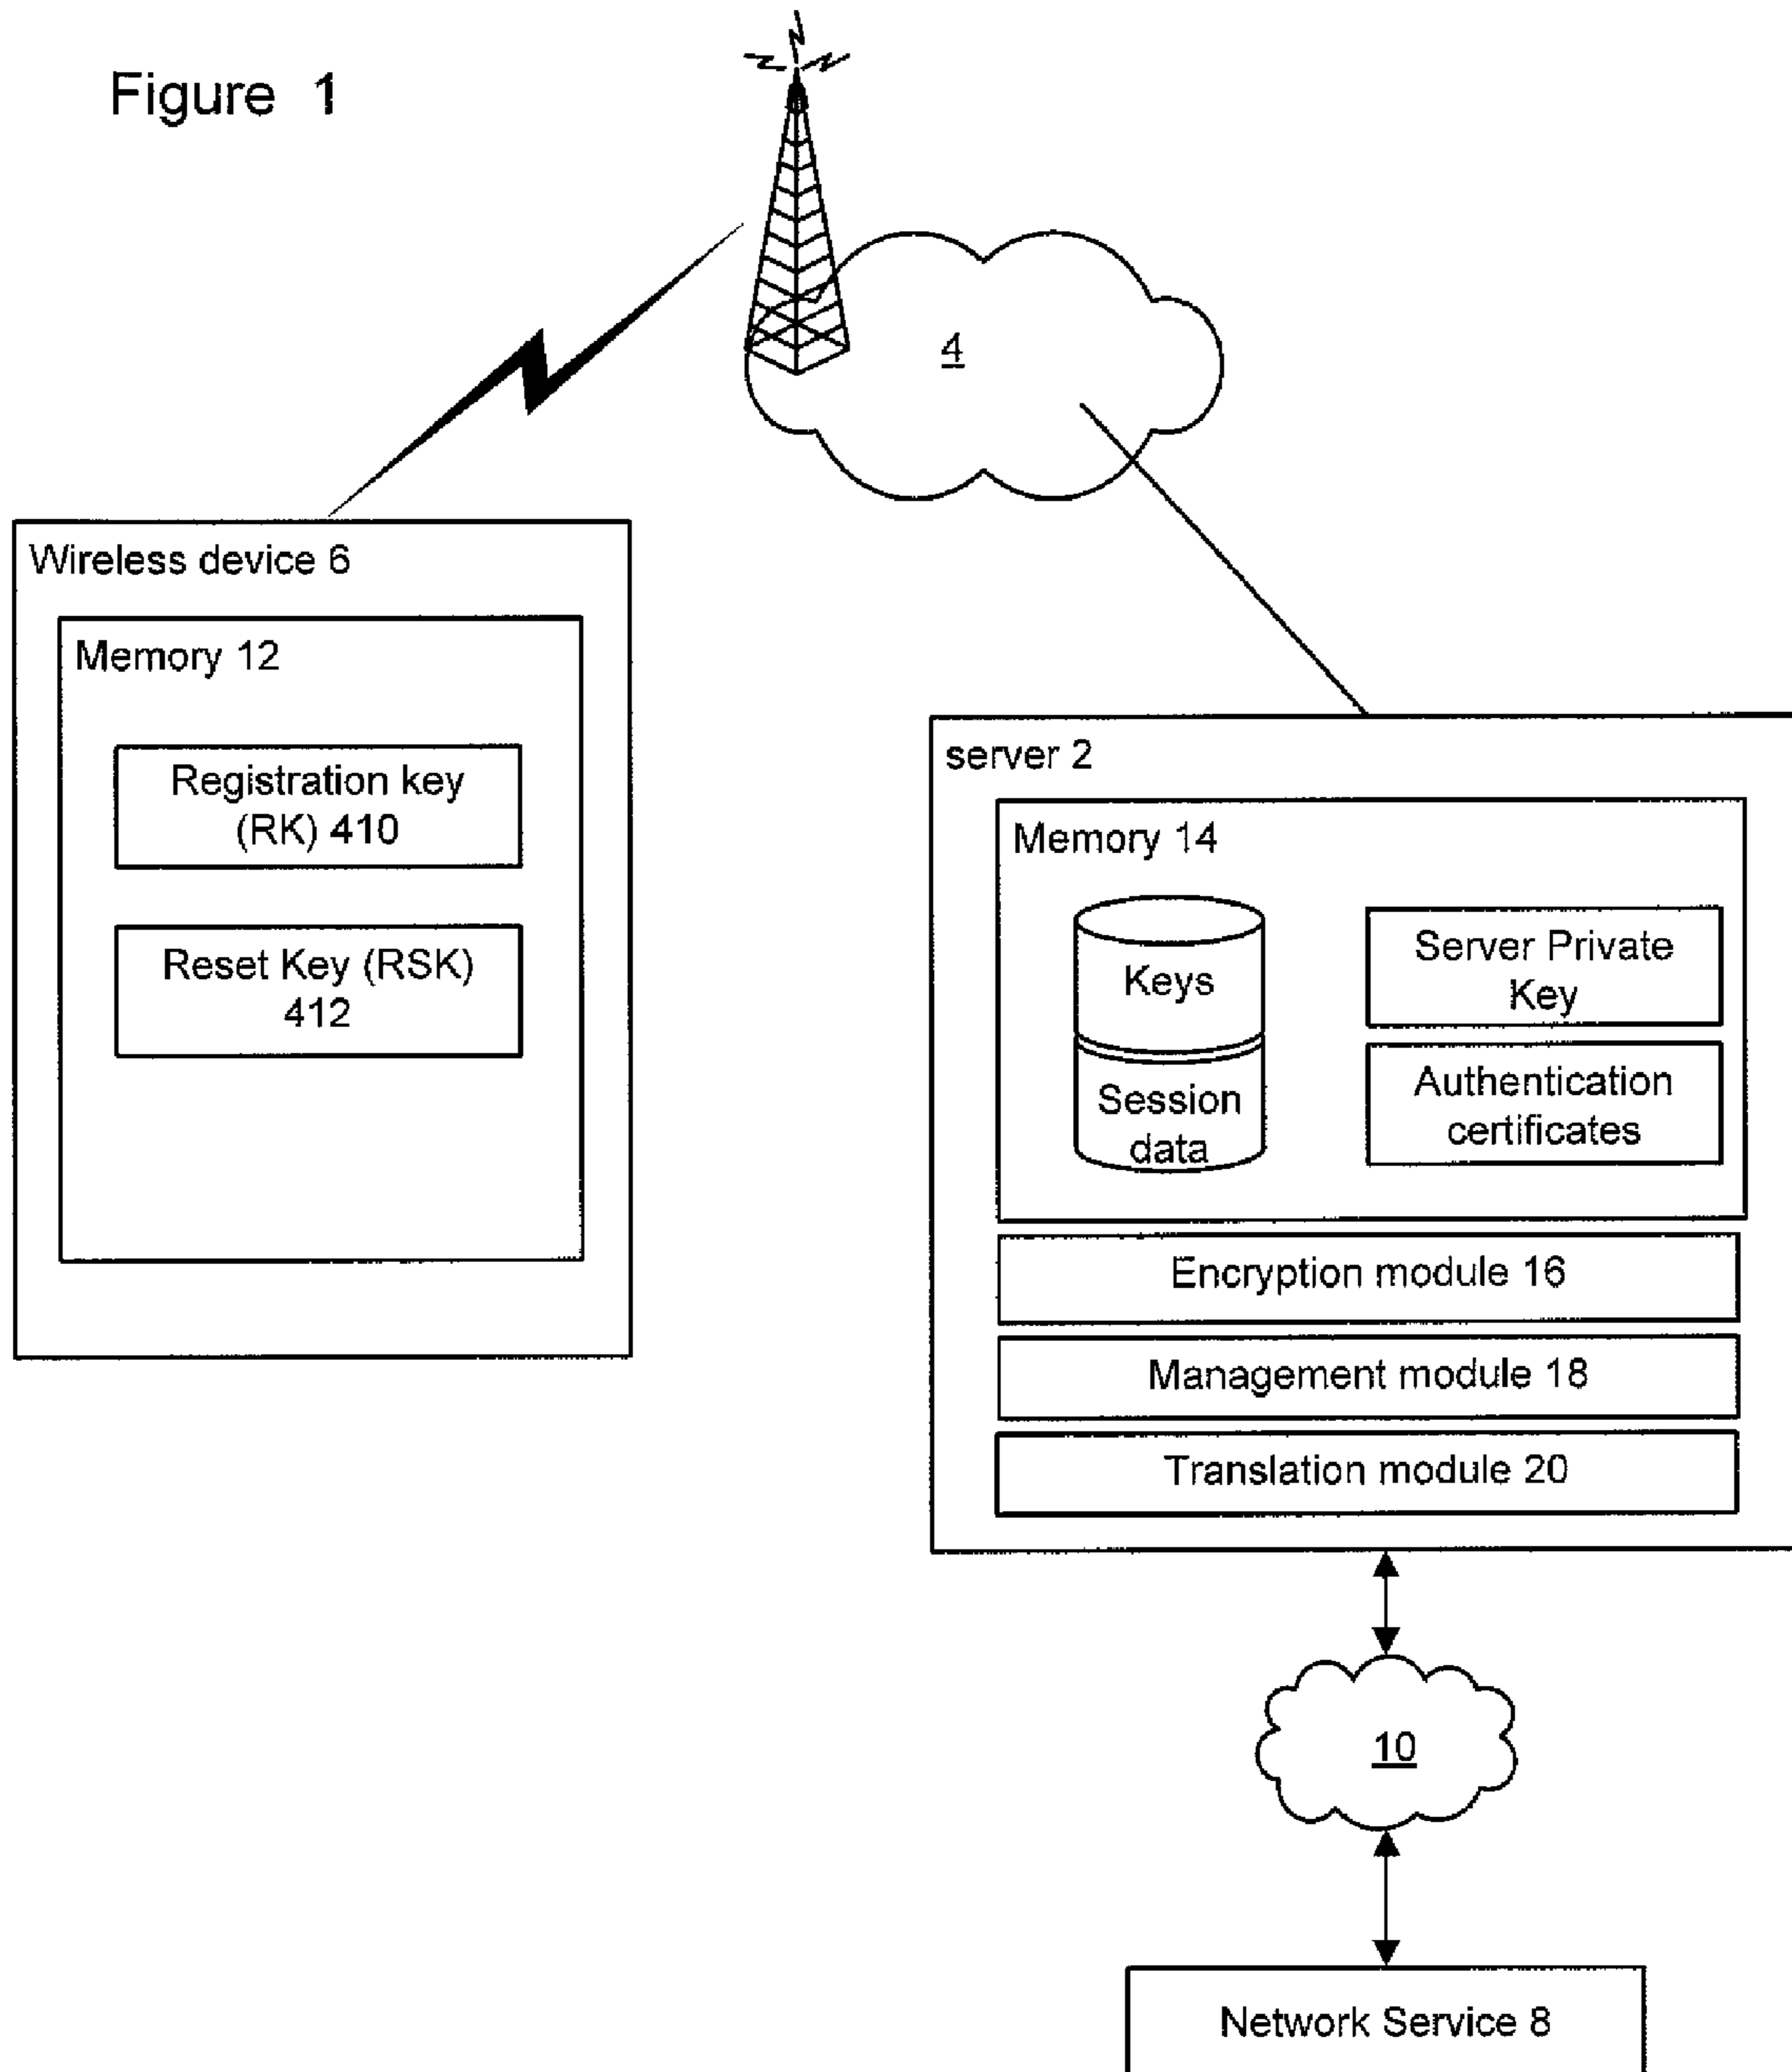 Figure 1
4
Wireless device 6
Memory 12
Registration key
(RK) 410
Reset Key (RSK)
412
server 2
Memory 14
Keys
Session
data
Server Private
Key
Authentication
certificates
Encryption module 16
Management module 18
Translation module 20
10
Network Service 8